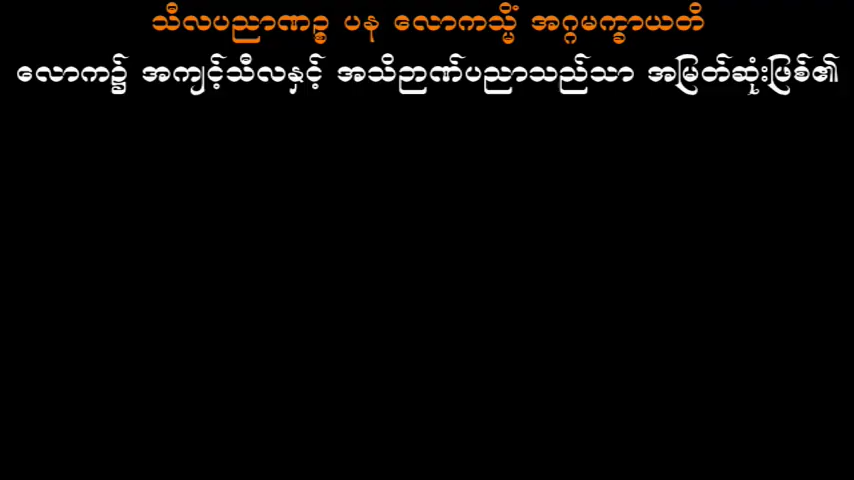 သီလပညာဏဉ္စ ပန လောကသ္မိံ အဂ္ဂမက္ခာယတိ
လောက၌ အကျင့်သီလနှင့် အသိဉာဏ်ပညာသည်သာ အမြတ်ဆုံးဖြစ်၏